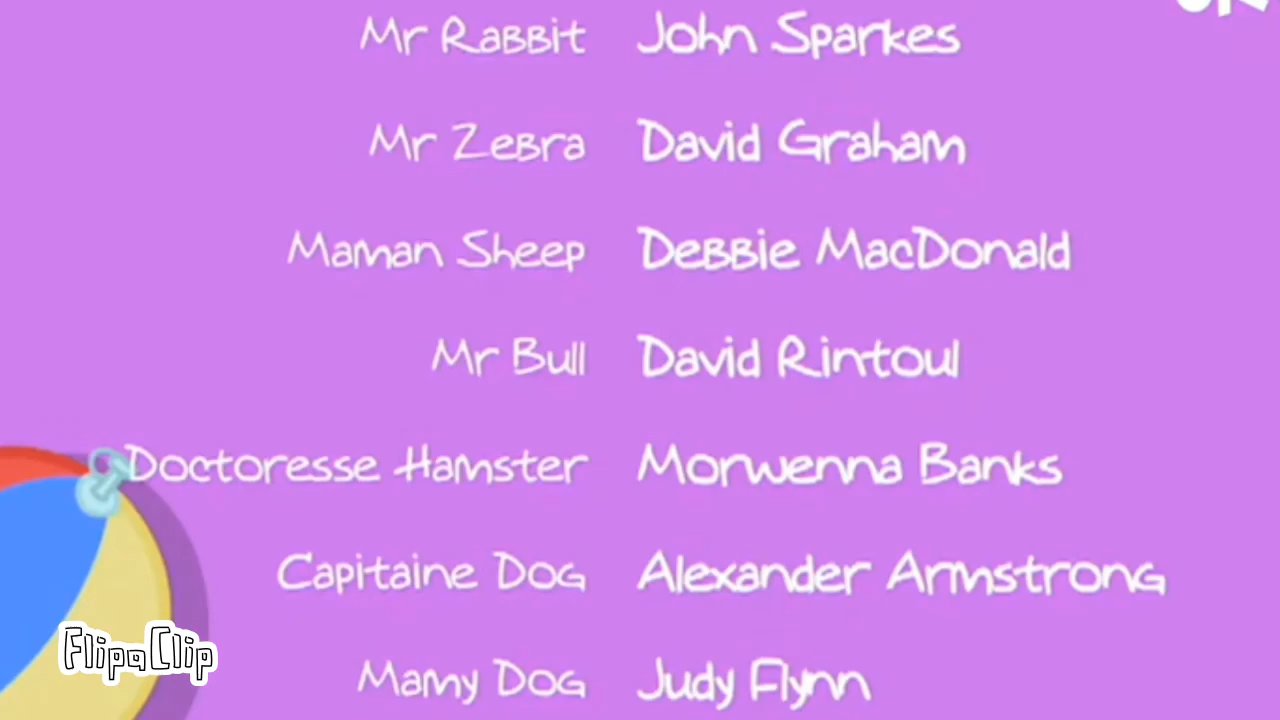 Mr Rabbit John Sparkes
Mr Zebra David Graham
Maman Sheep Debbie MacDonald
Mr Bull David Rintoul
Doctoresse Hamster Morwenna Banks
Capitaine Dog Alexander Armstrong
Mamy Dog Judy Flynn
FlipaClip